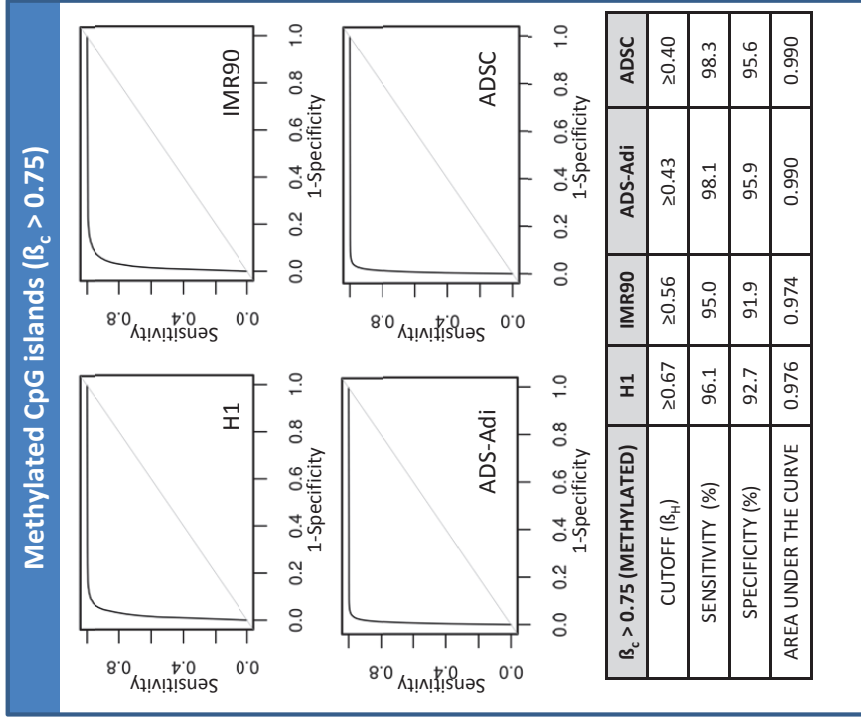 Methylated CpG islands (ßc > 0.75)
Sensitivity
0.0 0.4 0.8
H1
0.0 0.2 0.4 0.6 0.8 1.0
1-Specificity
Sensitivity
0.0 0.4 0.8
IMR90
0.0 0.2 0.4 0.6 0.8 1.0
1-Specificity
Sensitivity
0.0 0.4 0.8
ADS-Adi
0.0 0.2 0.4 0.6 0.8 1.0
1-Specificity
Sensitivity
0.0 0.4 0.8
ADSC
0.0 0.2 0.4 0.6 0.8 1.0
1-Specificity
ßc > 0.75 (METHYLATED) H1 IMR90 ADS-Adi ADSC
CUTOFF (ßH) ≥0.67 ≥0.56 ≥0.43 ≥0.40
SENSITIVITY (%) 96.1 95.0 98.1 98.3
SPECIFICITY (%) 92.7 91.9 95.9 95.6
AREA UNDER THE CURVE 0.976 0.974 0.990 0.990